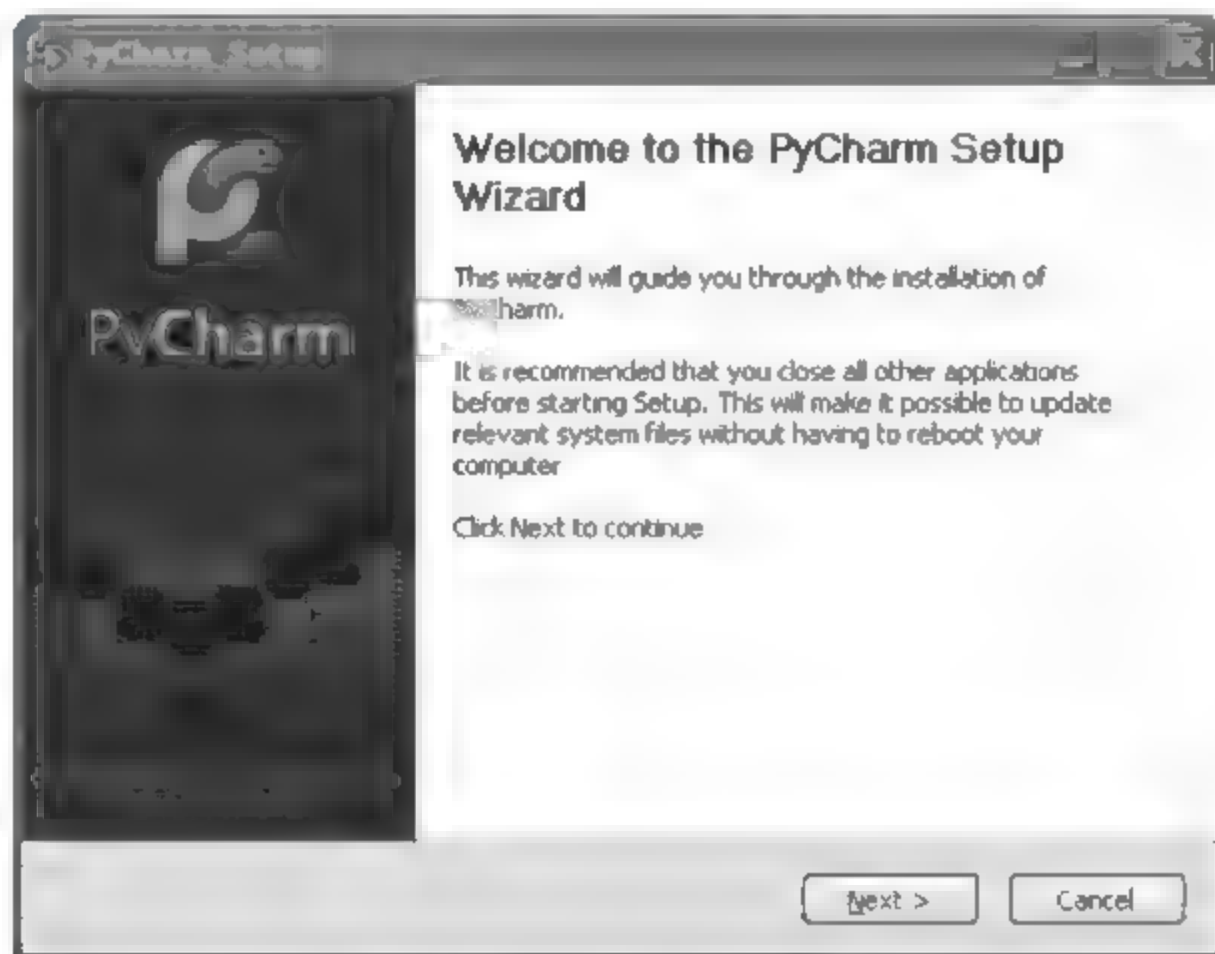 PyCharm Setup
PyCharm
Welcome to the PyCharm Setup
Wizard
This wizard will guide you through the installation of
PyCharm.
It is recommended that you close all other applications
before starting Setup. This will make it possible to update
relevant system files without having to reboot your
computer
Click Next to continue
Next >
Cancel